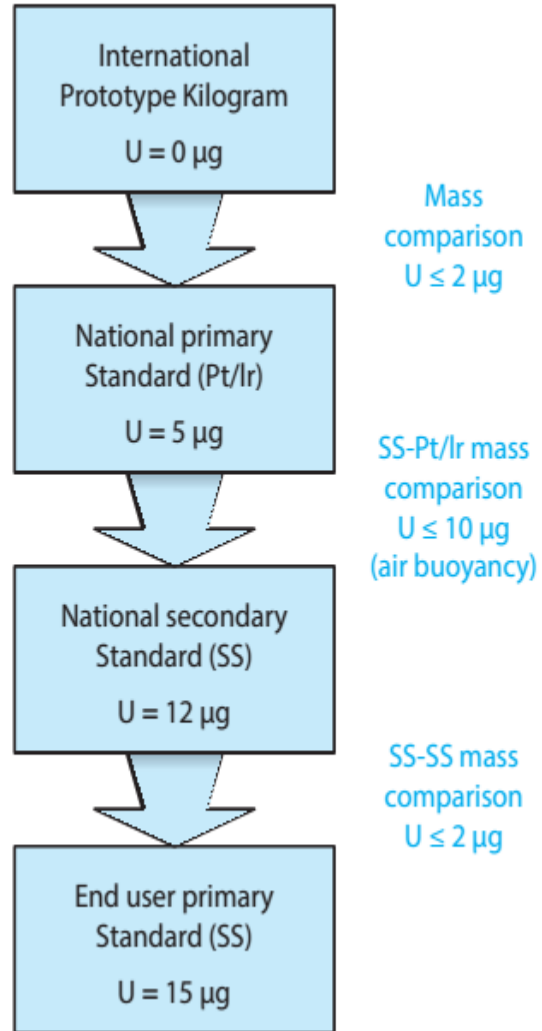 International
Prototype Kilogram
U = 0 µg
Mass
comparison
U ≤ 2 µg
National primary
Standard (Pt/lr)
U = 5 µg
SS-Pt/lr mass
comparison
U ≤ 10 µg
(air buoyancy)
National secondary
Standard (SS)
U = 12 µg
SS-SS mass
comparison
U ≤ 2 µg
End user primary
Standard (SS)
U = 15 µg